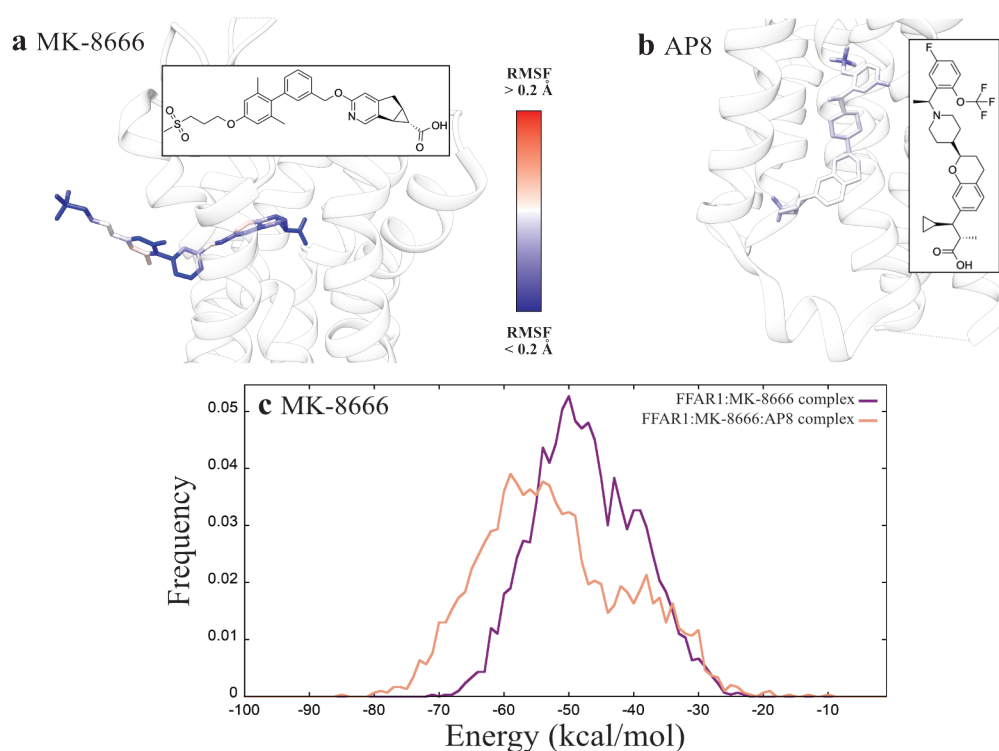 a MK-8666
b AP8
RMSF
> 0.2 Å
RMSF
< 0.2 Å
O
N
S
O
O
O
O
OH
F
O
F
F
F
N
O
O
OH
c MK-8666
FFAR1:MK-8666 complex
FFAR1:MK-8666:AP8 complex
Frequency
0.05
0.04
0.03
0.02
0.01
0
-100 -90 -80 -70 -60 -50 -40 -30 -20 -10
Energy (kcal/mol)